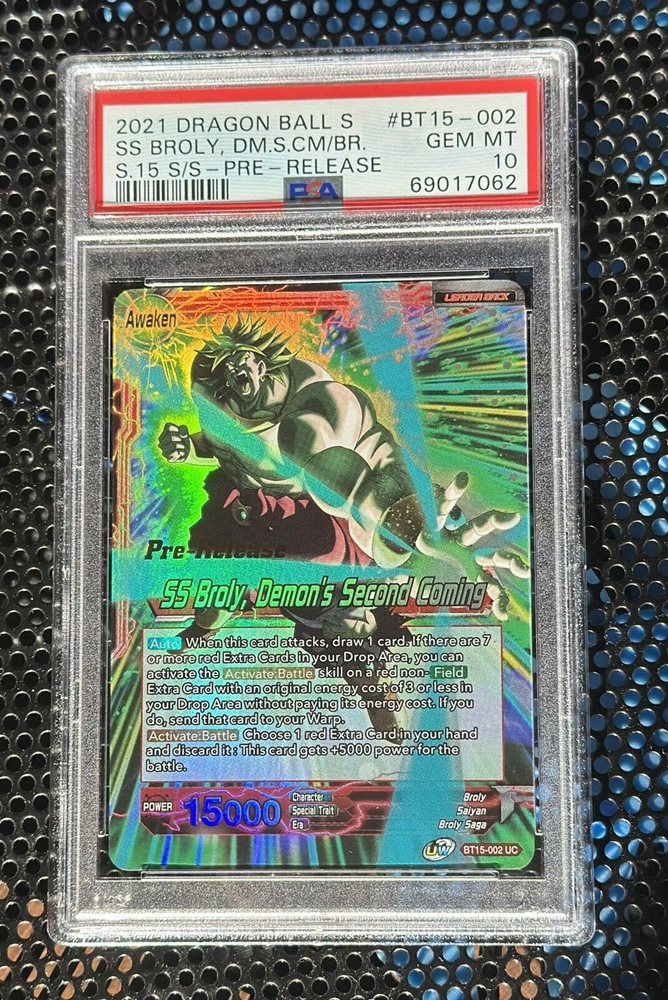 2021 DRAGON BALL S #BT15-002
SS BROLY, DM.S.CM/BR. GEM MT
S.15 S/S-PRE-RELEASE 10
PSA 69017062
LEADER BACK
Awaken
Pre-Release
SS Broly, Demon's Second Coming
Auto When this card attacks, draw 1 card. If there are 7
or more red Extra Cards in your Drop Area, you can
activate the Activate:Battle skill on a red non- Field
Extra Card with an original energy cost of 3 or less in
your Drop Area without paying its energy cost. If you
do, send that card to your Warp.
Activate:Battle Choose 1 red Extra Card in your hand
and discard it : This card gets +5000 power for the
battle.
POWER 15000
Character Broly
Special Trait Saiyan
Era Broly Saga
UW BT15-002 UC